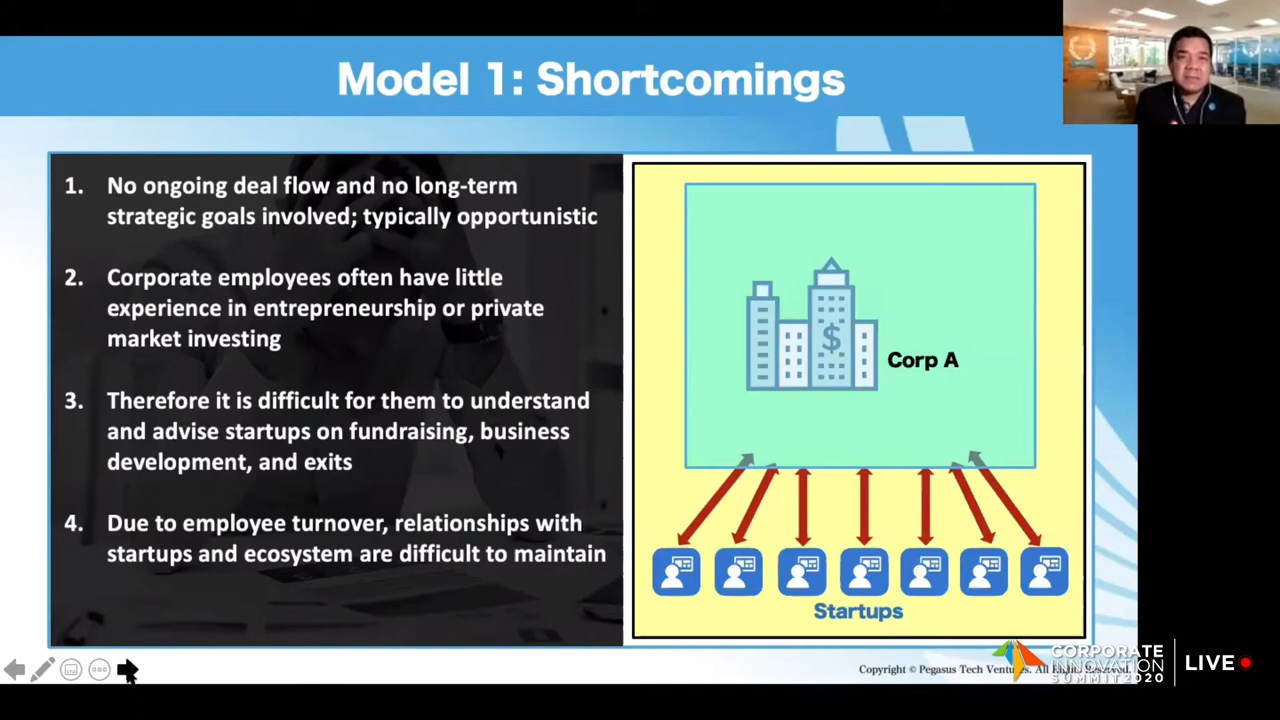 Model 1: Shortcomings
1. No ongoing deal flow and no long-term
strategic goals involved; typically opportunistic
2. Corporate employees often have little
experience in entrepreneurship or private
market investing
3. Therefore it is difficult for them to understand
and advise startups on fundraising, business
development, and exits
4. Due to employee turnover, relationships with
startups and ecosystem are difficult to maintain
$
Corp A
Startups
Copyright © Pegasus Tech Ventures. All Rights Reserved.
CORPORATE
INNOVATION
SUMMIT2020
LIVE